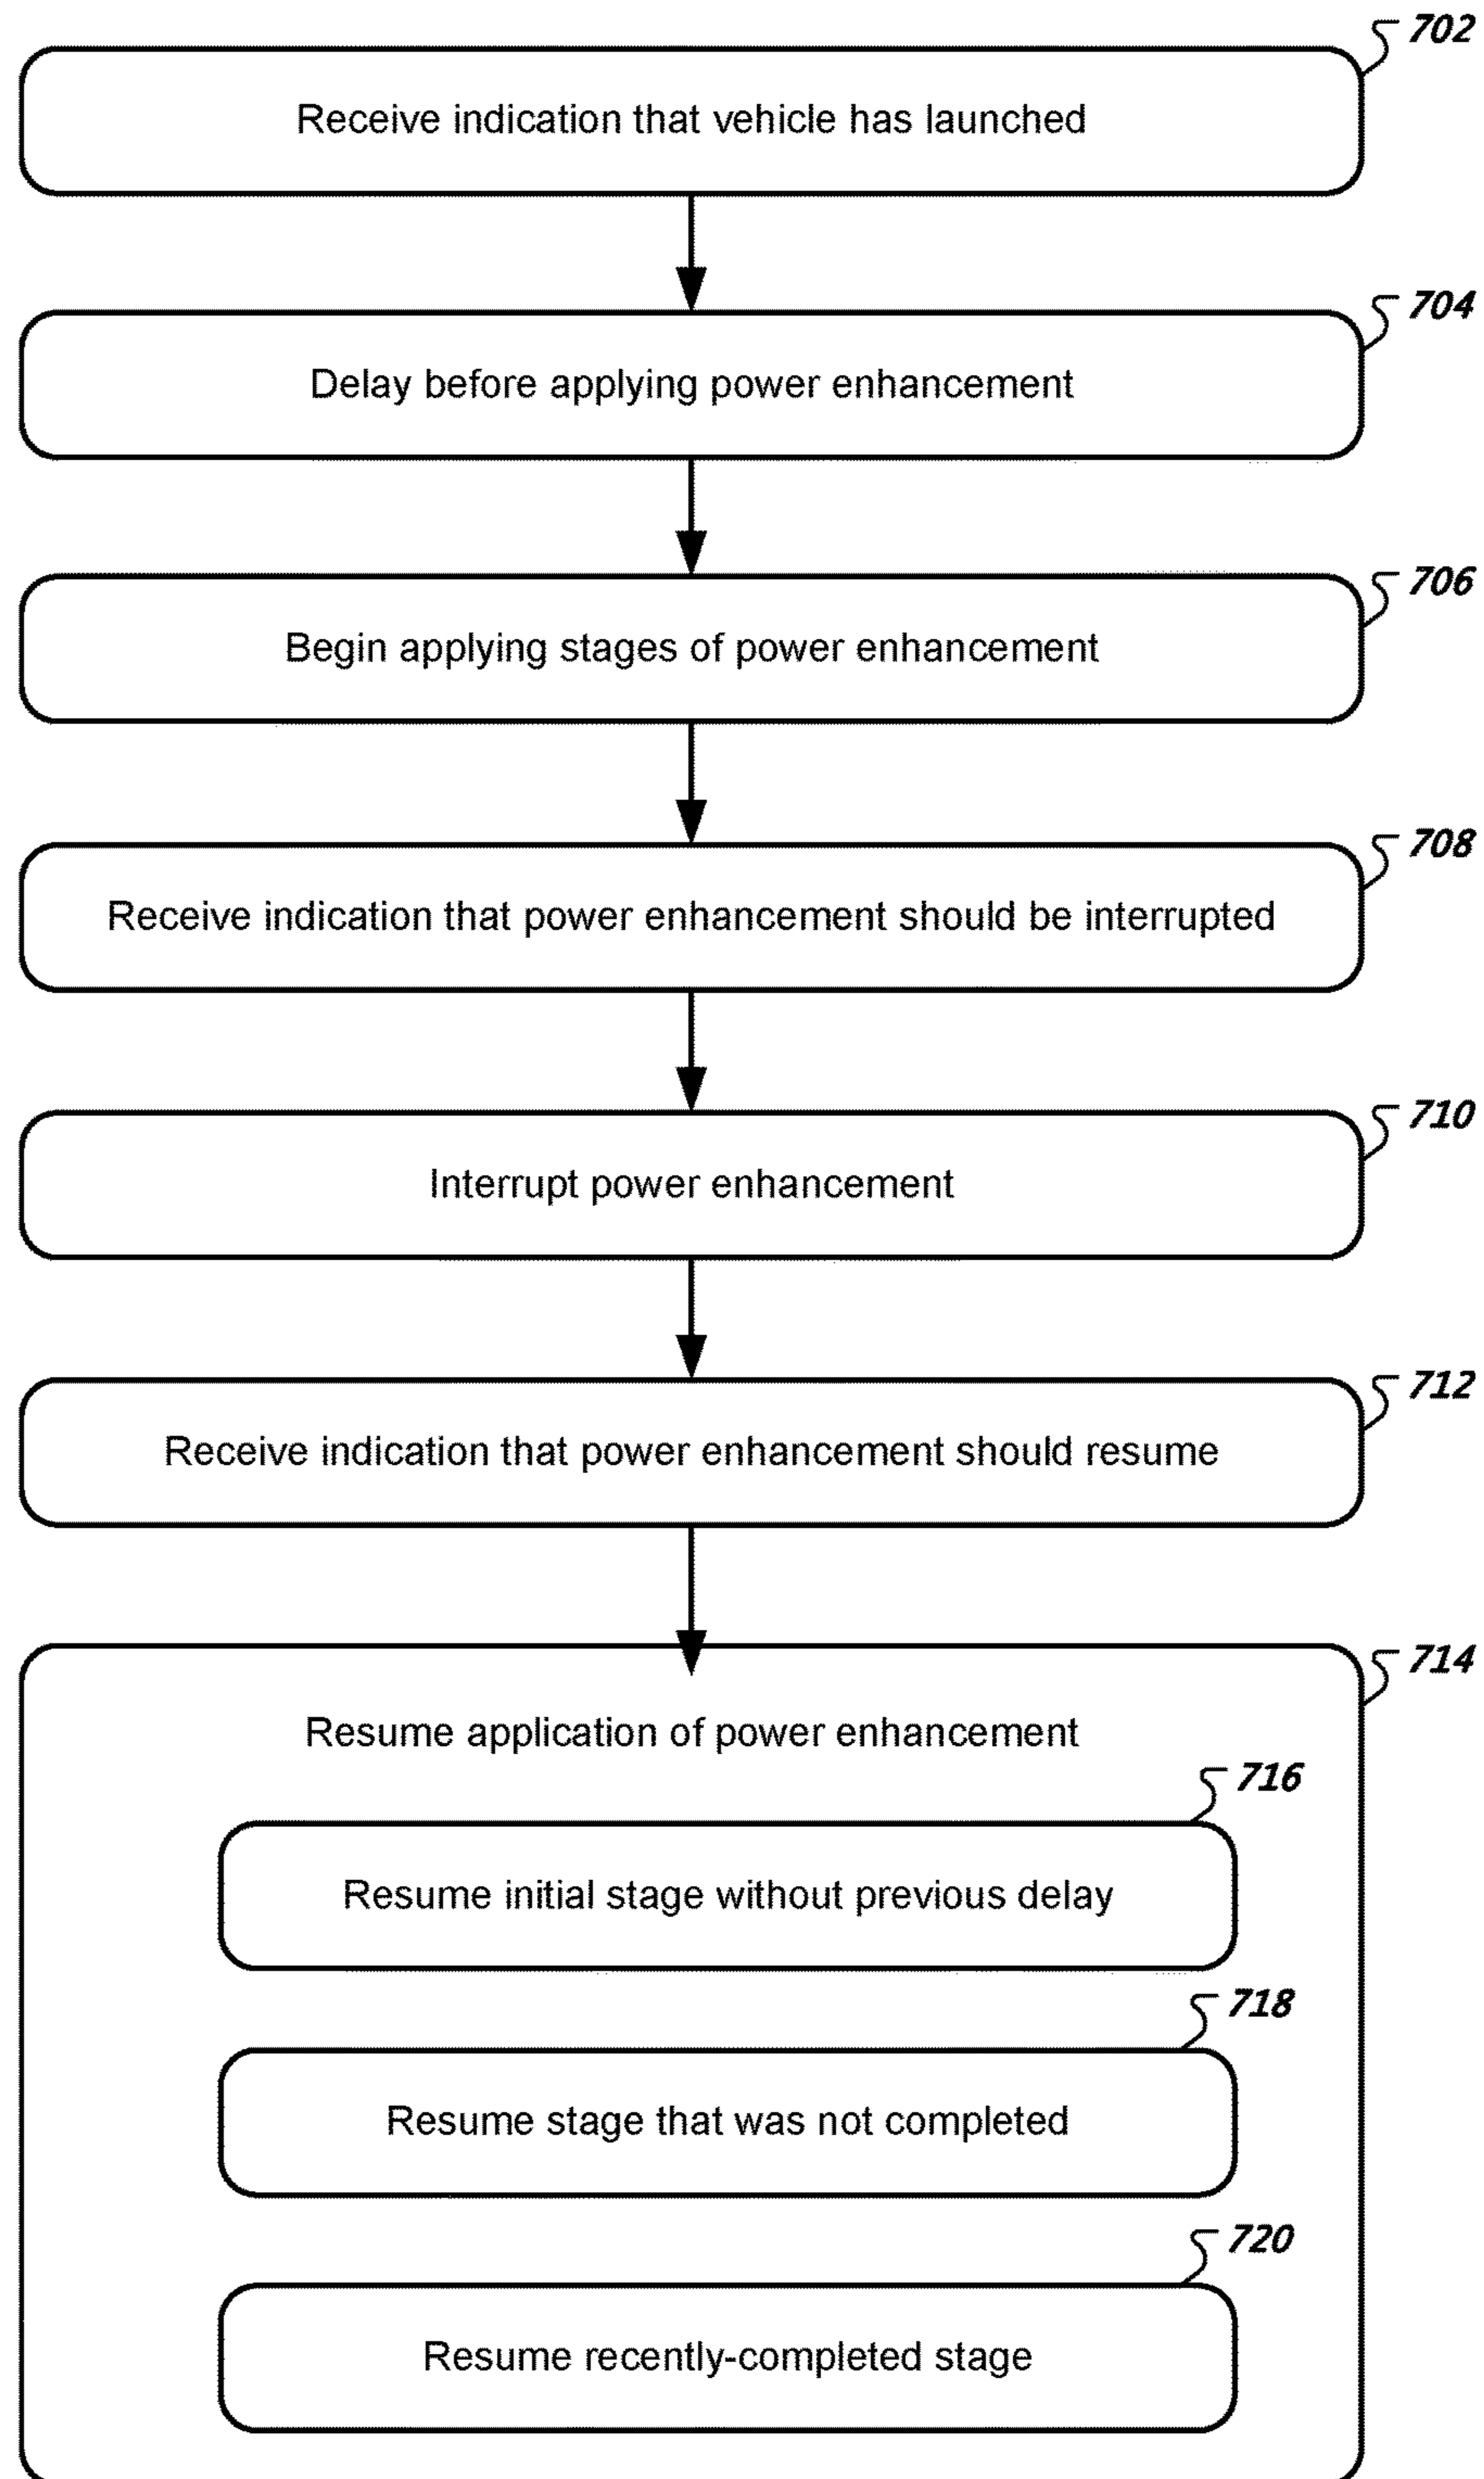 702
Receive indication that vehicle has launched
704
Delay before applying power enhancement
706
Begin applying stages of power enhancement
708
Receive indication that power enhancement should be interrupted
710
Interrupt power enhancement
712
Receive indication that power enhancement should resume
714
Resume application of power enhancement
716
Resume initial stage without previous delay
718
Resume stage that was not completed
720
Resume recently-completed stage